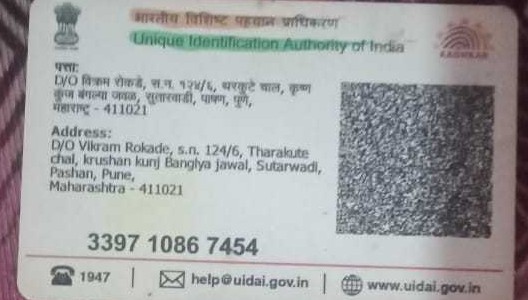 भारतीय विशिष्ट पहचान प्राधिकरण
Unique Identification Authority of India
AADHAAR
पत्ता:
D/O विक्रम रोकडे, स.न. १२४/६, थरकुटे चाल, कृष्ण
कुंज बंगल्या जवळ, सुतारवाडी, पाषण, पुणे,
महाराष्ट्र - 411021
Address:
D/O Vikram Rokade, s.n. 124/6, Tharakute
chal, krushan kunj Banglya jawal, Sutarwadi,
Pashan, Pune,
Maharashtra - 411021
3397 1086 7454
1947
help@uidai.gov.in
www.uidai.gov.in